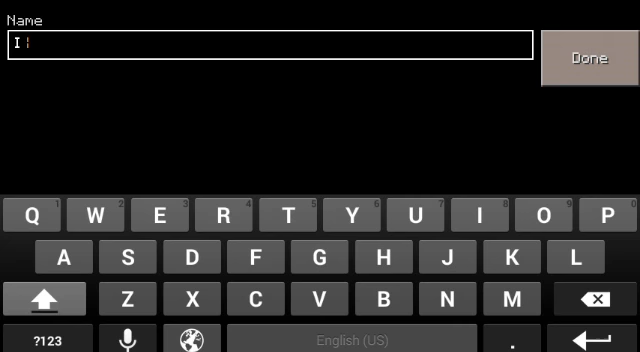 Name
I
Done
Q 1 W 2 E 3 R 4 T 5 Y 6 U 7 I 8 O 9 P 0
A S D F G H J K L
Z X C V B N M
?123 English (US) .